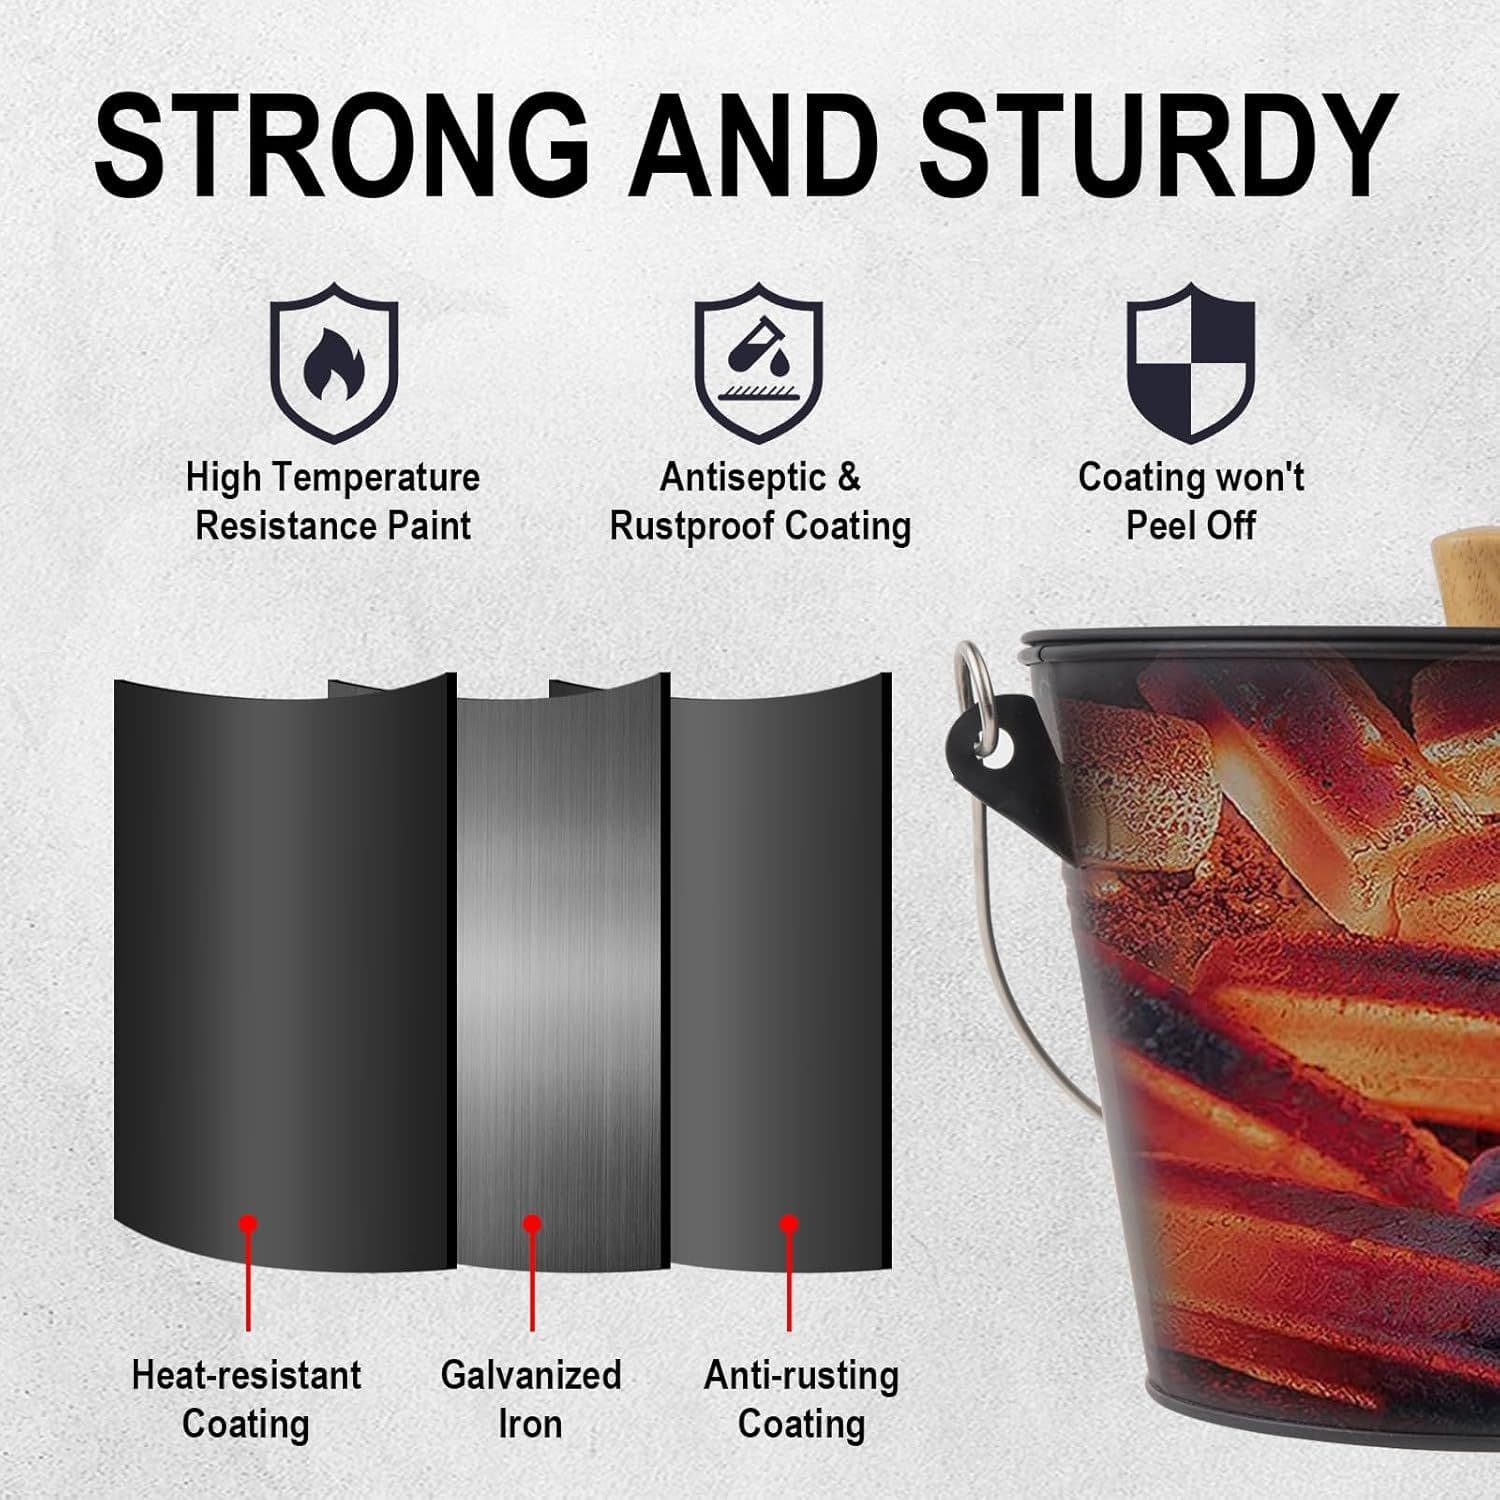 STRONG AND STURDY
High Temperature
Resistance Paint
Antiseptic &
Rustproof Coating
Coating won't
Peel Off
Heat-resistant
Coating
Galvanized
Iron
Anti-rusting
Coating